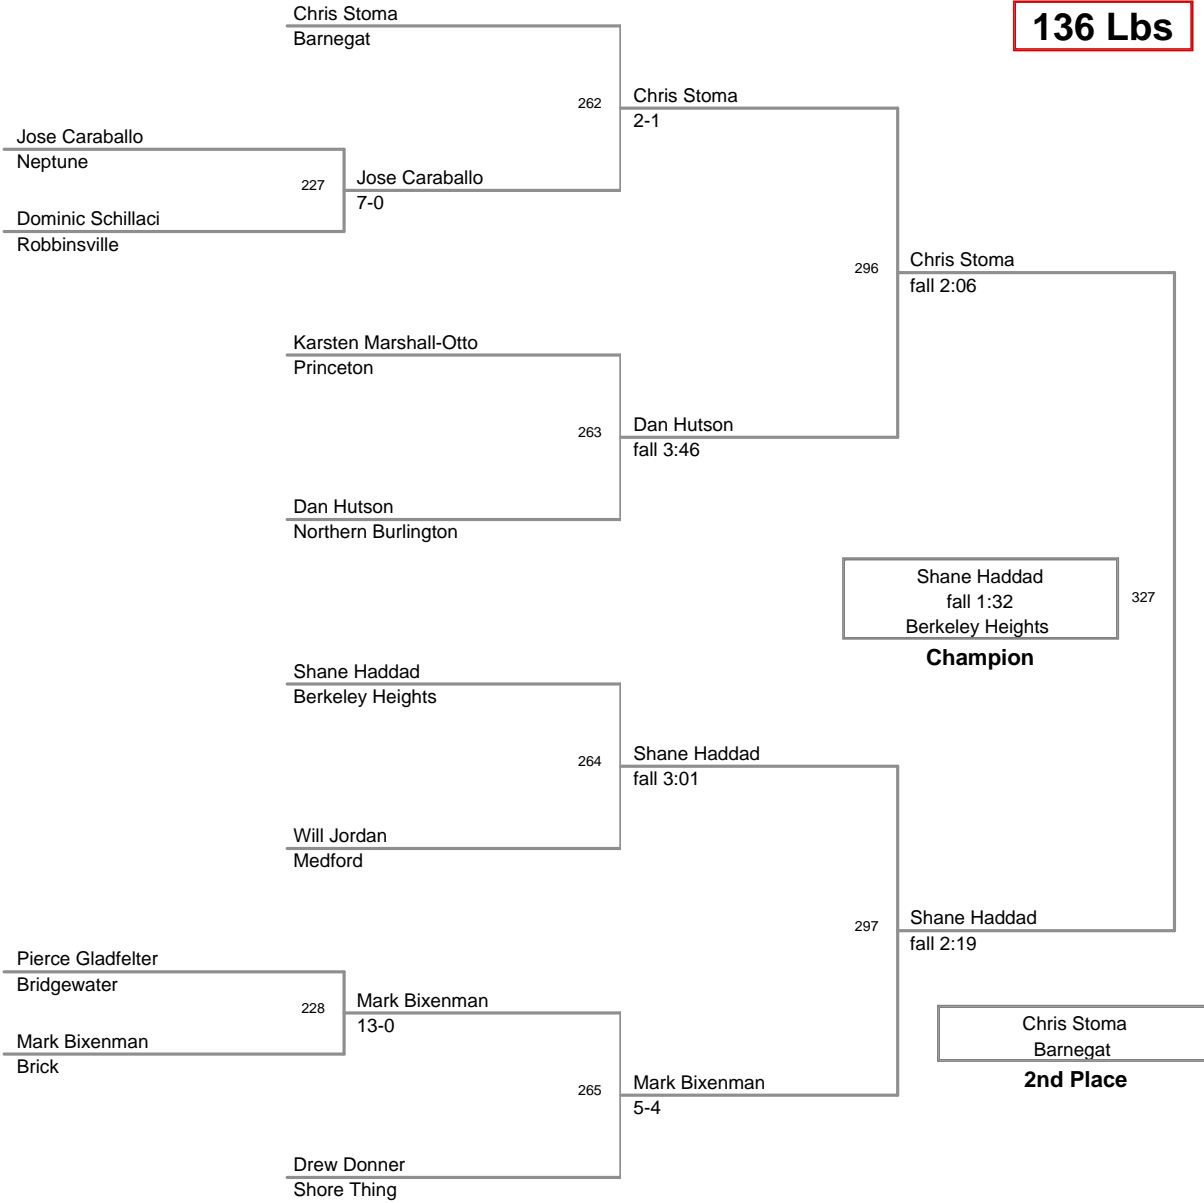 Chris Stoma
Barnegat
136 Lbs
262
Chris Stoma
2-1
Jose Caraballo
Neptune
227
Jose Caraballo
7-0
Dominic Schillaci
Robbinsville
296
Chris Stoma
fall 2:06
Karsten Marshall-Otto
Princeton
263
Dan Hutson
fall 3:46
Dan Hutson
Northern Burlington
Shane Haddad
fall 1:32
Berkeley Heights
327
Champion
Shane Haddad
Berkeley Heights
264
Shane Haddad
fall 3:01
Will Jordan
Medford
297
Shane Haddad
fall 2:19
Pierce Gladfelter
Bridgewater
228
Mark Bixenman
13-0
Mark Bixenman
Brick
Chris Stoma
Barnegat
2nd Place
265
Mark Bixenman
5-4
Drew Donner
Shore Thing